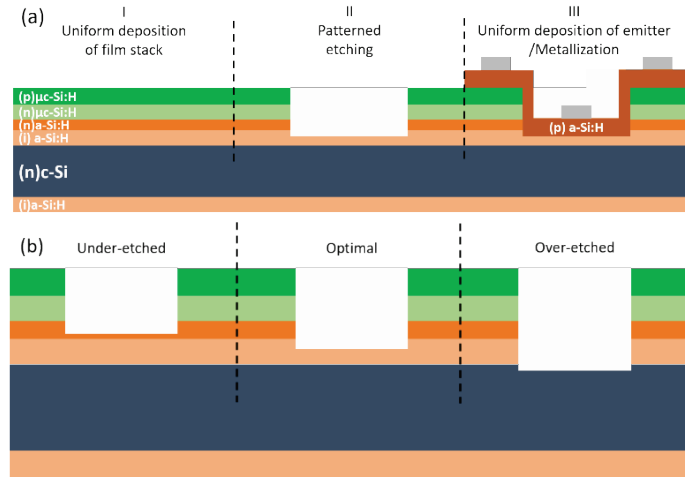 (a)
I
Uniform deposition
of film stack
II
Patterned
etching
III
Uniform deposition of emitter
/Metallization
(p)µc-Si:H
(n)µc-Si:H
(n)a-Si:H
(i) a-Si:H
(p) a-Si:H
(n)c-Si
(i)a-Si:H
(b)
Under-etched
Optimal
Over-etched